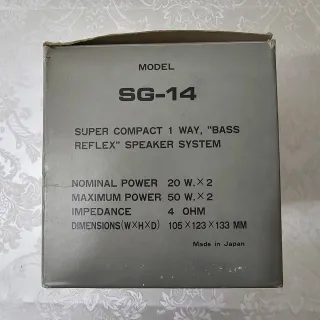 MODEL
SG-14
SUPER COMPACT 1 WAY, "BASS
REFLEX" SPEAKER SYSTEM
NOMINAL POWER 20 W.×2
MAXIMUM POWER 50 W.×2
IMPEDANCE 4 OHM
DIMENSIONS(W×H×D) 105×123×133 MM
Made in Japan